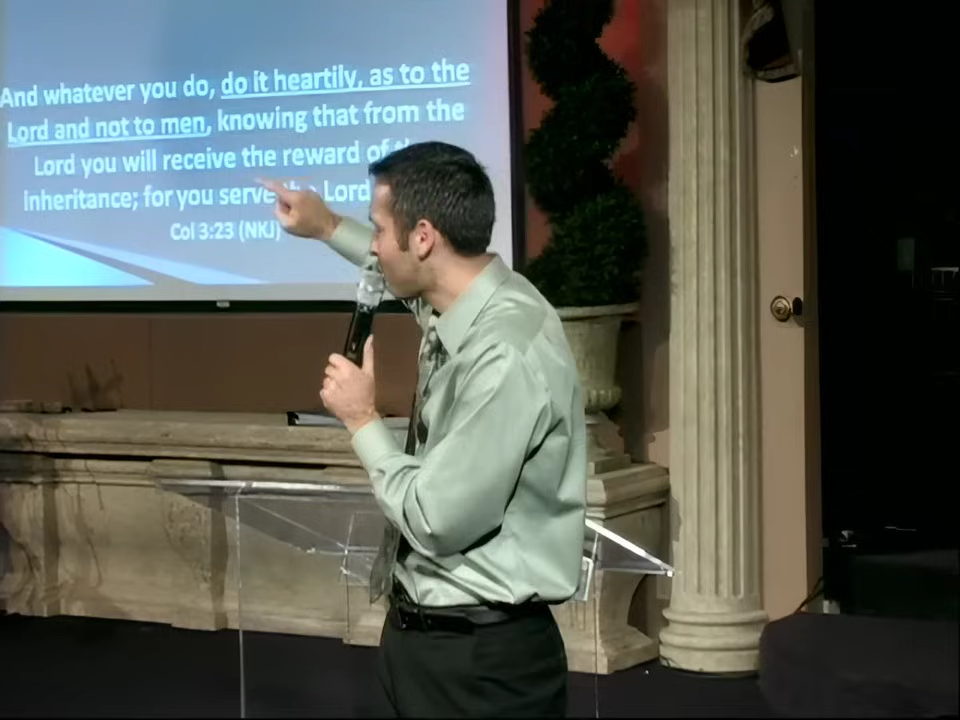 And whatever you do, do it heartily, as to the
Lord and not to men, knowing that from the
Lord you will receive the reward of
inheritance; for you serve Lord
Col 3:23 (NKJ)